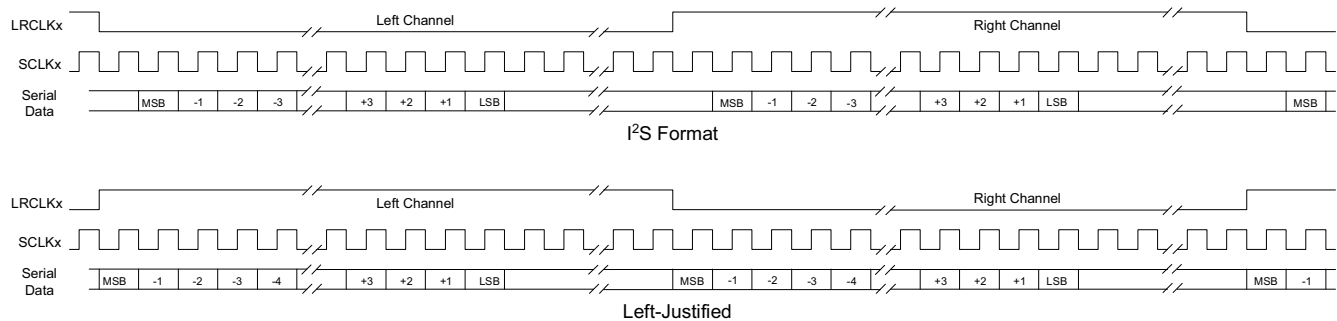 LRCLKx Left Channel Right Channel
SCLKx
Serial Data MSB -1 -2 -3 +3 +2 +1 LSB MSB -1 -2 -3 +3 +2 +1 LSB MSB
I²S Format
LRCLKx Left Channel Right Channel
SCLKx
Serial Data MSB -1 -2 -3 -4 +3 +2 +1 LSB MSB -1 -2 -3 -4 +3 +2 +1 LSB MSB -1
Left-Justified